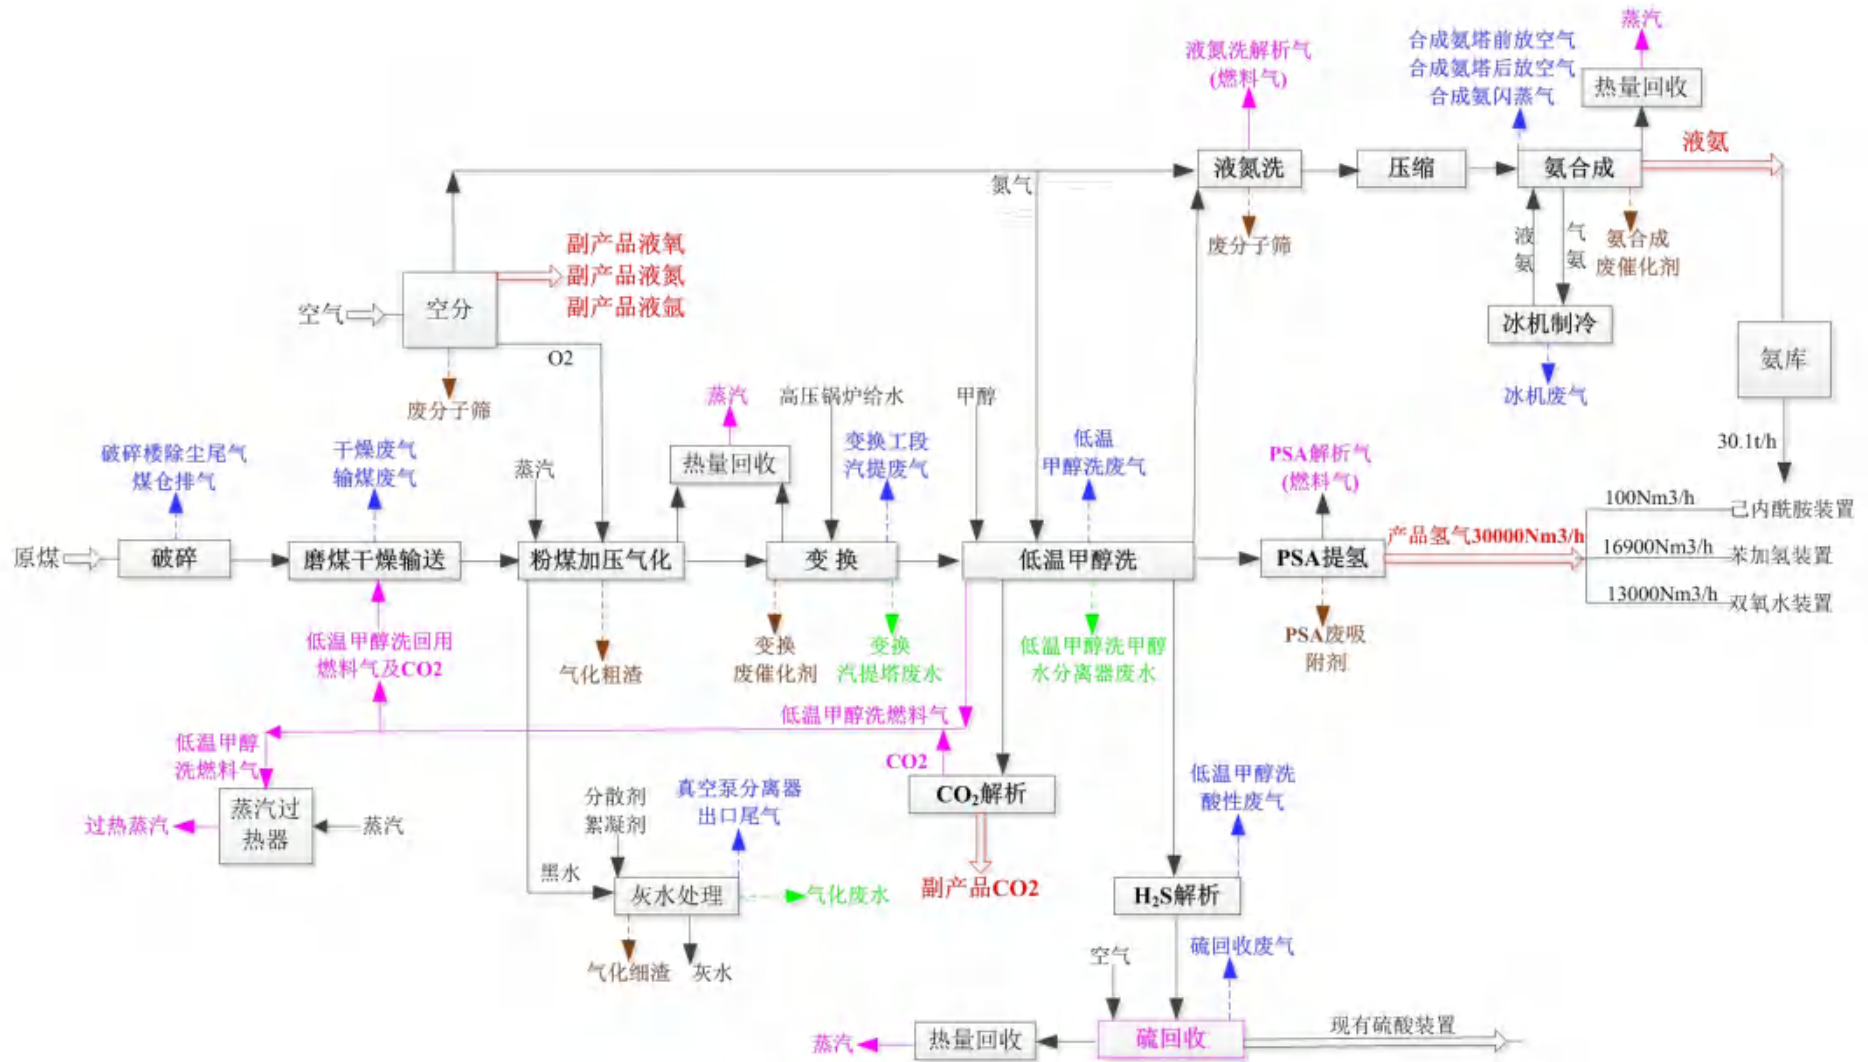 蒸汽
合成氨塔前放空气
合成氨塔后放空气
合成氨闪蒸气
液氮洗解析气
(燃料气)
热量回收
液氨
液氮洗
压缩
氨合成
氮气
废分子筛
液氨
气氨
氨合成
废催化剂
副产品液氧
副产品液氮
副产品液氩
空气
空分
冰机制冷
O2
氨库
废分子筛
蒸汽
高压锅炉给水
甲醇
冰机废气
破碎楼除尘尾气
煤仓排气
干燥废气
输煤废气
蒸汽
热量回收
变换工段
汽提废气
低温
甲醇洗废气
PSA解析气
(燃料气)
30.1t/h
100Nm3/h
己内酰胺装置
原煤
破碎
磨煤干燥输送
粉煤加压气化
变 换
低温甲醇洗
PSA提氢
产品氢气30000Nm3/h
16900Nm3/h
苯加氢装置
13000Nm3/h
双氧水装置
低温甲醇洗回用
燃料气及CO2
气化粗渣
变换
废催化剂
变换
汽提塔废水
低温甲醇洗甲醇
水分离器废水
PSA废吸
附剂
低温甲醇洗燃料气
低温甲醇
洗燃料气
CO2
CO₂解析
低温甲醇洗
酸性废气
过热蒸汽
蒸汽过
热器
蒸汽
分散剂
絮凝剂
真空泵分离器
出口尾气
黑水
灰水处理
气化废水
副产品CO2
H₂S解析
气化细渣
灰水
空气
硫回收废气
蒸汽
热量回收
硫回收
现有硫酸装置